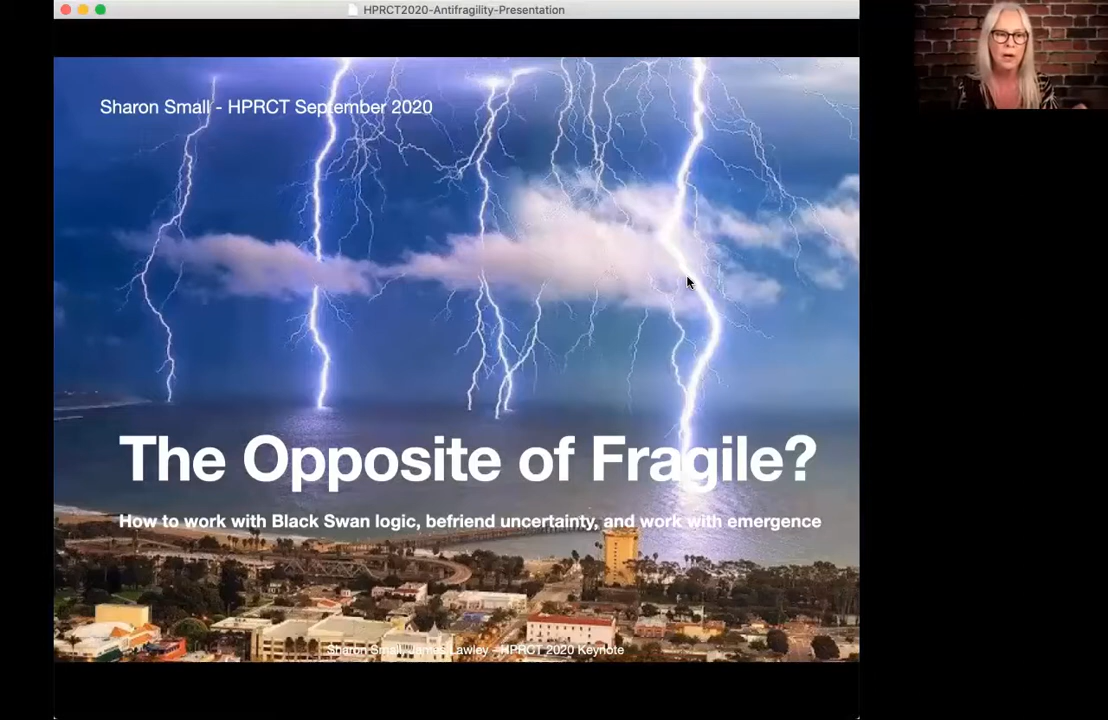 HPRCT2020-Antifragility-Presentation
Sharon Small - HPRCT September 2020
The Opposite of Fragile?
How to work with Black Swan logic, befriend uncertainty, and work with emergence
Sharon Small, James Lawley - HPRCT 2020 Keynote